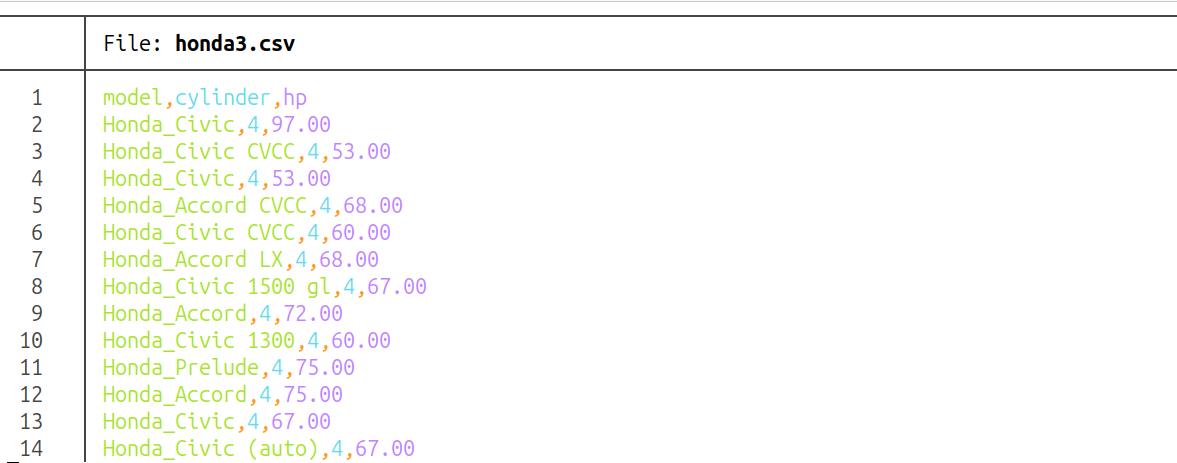 File: honda3.csv
1 model,cylinder,hp
2 Honda_Civic,4,97.00
3 Honda_Civic CVCC,4,53.00
4 Honda_Civic,4,53.00
5 Honda_Accord CVCC,4,68.00
6 Honda_Civic CVCC,4,60.00
7 Honda_Accord LX,4,68.00
8 Honda_Civic 1500 gl,4,67.00
9 Honda_Accord,4,72.00
10 Honda_Civic 1300,4,60.00
11 Honda_Prelude,4,75.00
12 Honda_Accord,4,75.00
13 Honda_Civic,4,67.00
14 Honda_Civic (auto),4,67.00